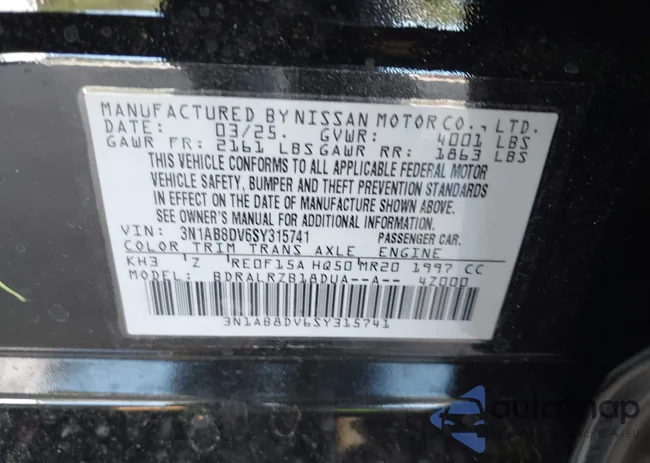 MANUFACTURED BY NISSAN MOTOR CO., LTD.
DATE: 03/25. GVWR: 4001 LBS
GAWR FR: 2161 LBS GAWR RR: 1863 LBS
THIS VEHICLE CONFORMS TO ALL APPLICABLE FEDERAL MOTOR
VEHICLE SAFETY, BUMPER AND THEFT PREVENTION STANDARDS
IN EFFECT ON THE DATE OF MANUFACTURE SHOWN ABOVE.
SEE OWNER'S MANUAL FOR ADDITIONAL INFORMATION.
VIN: 3N1AB8DV6SY315741 PASSENGER CAR.
COLOR TRIM TRANS AXLE ENGINE
KH3 Z RE0F15A HQ50 MR20 1997 CC
MODEL: BDRALRZB18DUA--A-- 4Z000
3N1AB8DV6SY315741